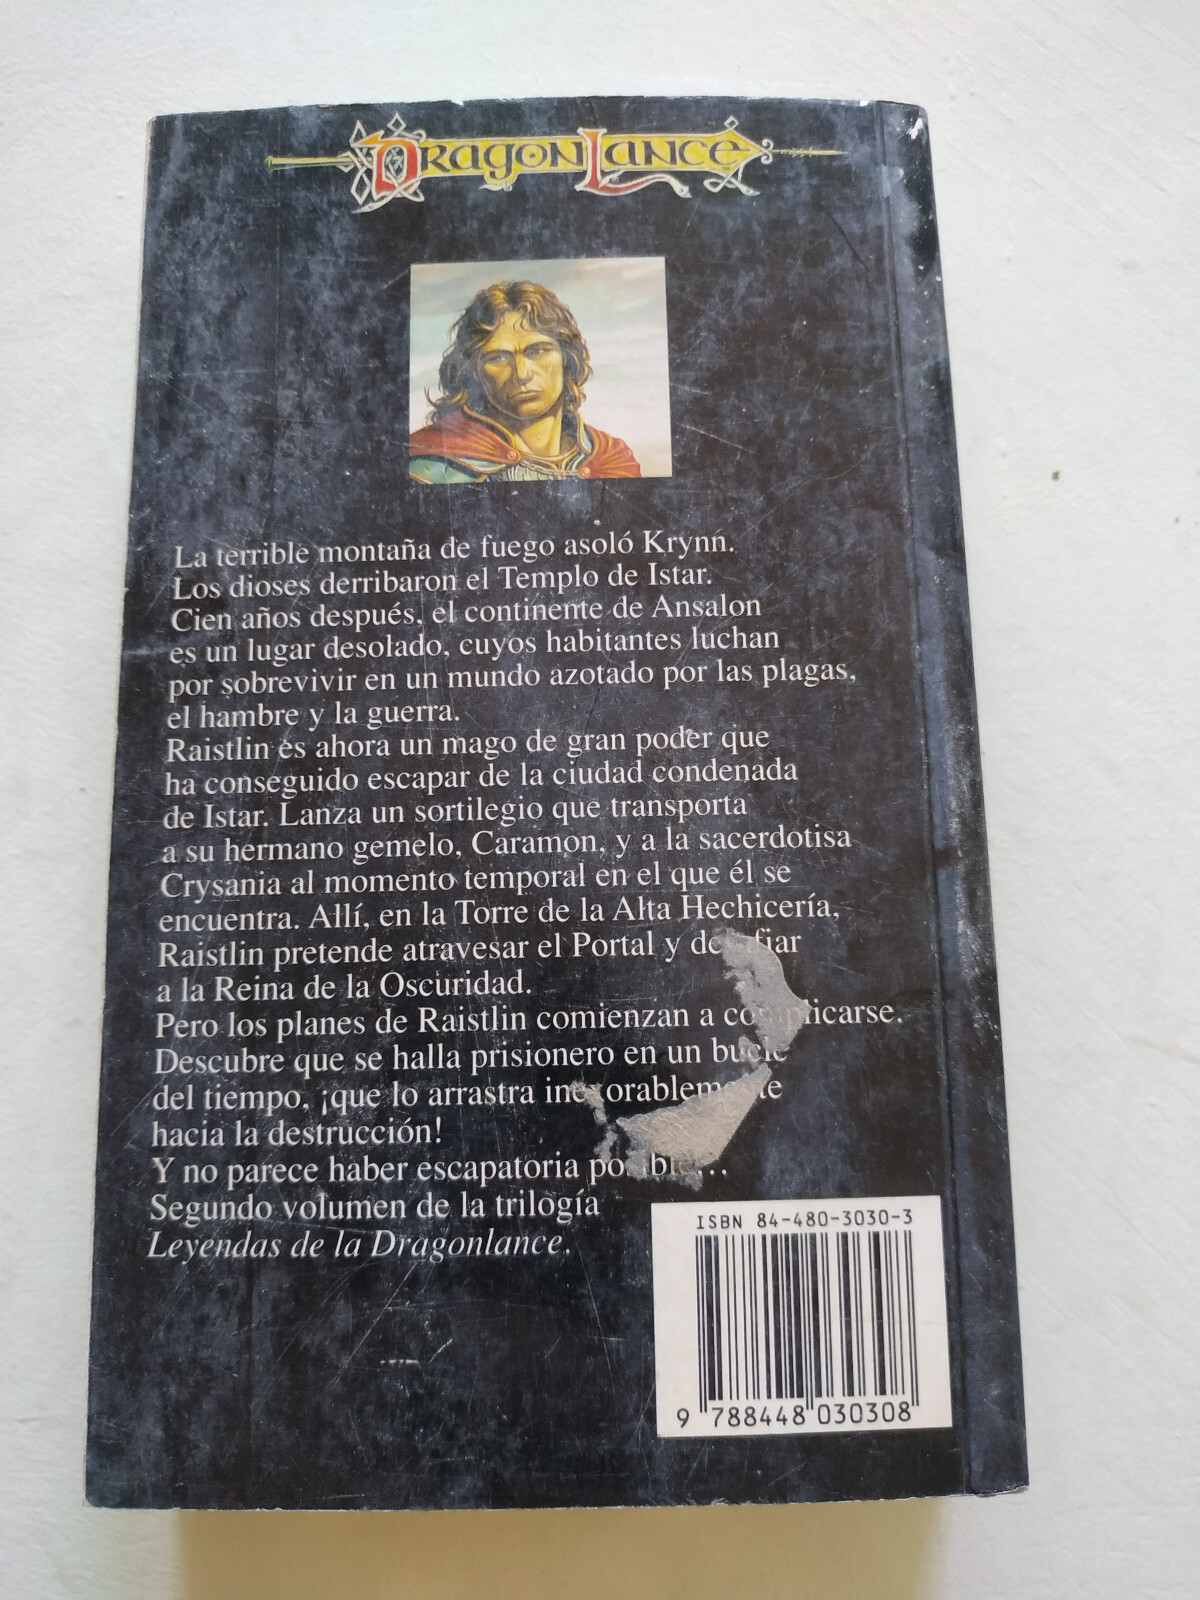 DRAGONLANCE
La terrible montaña de fuego asoló Krynn.
Los dioses derribaron el Templo de Istar.
Cien años después, el continente de Ansalon
es un lugar desolado, cuyos habitantes luchan
por sobrevivir en un mundo azotado por las plagas,
el hambre y la guerra.
Raistlin es ahora un mago de gran poder que
ha conseguido escapar de la ciudad condenada
de Istar. Lanza un sortilegio que transporta
a su hermano gemelo, Caramon, y a la sacerdotisa
Crysania al momento temporal en el que él se
encuentra. Allí, en la Torre de la Alta Hechicería,
Raistlin pretende atravesar el Portal y desafiar
a la Reina de la Oscuridad.
Pero los planes de Raistlin comienzan a complicarse.
Descubre que se halla prisionero en un bucle
del tiempo, ¡que lo arrastra inexorablemente
hacia la destrucción!
Y no parece haber escapatoria posible...
Segundo volumen de la trilogía
Leyendas de la Dragonlance.
ISBN 84-480-3030-3
9 788448 030308